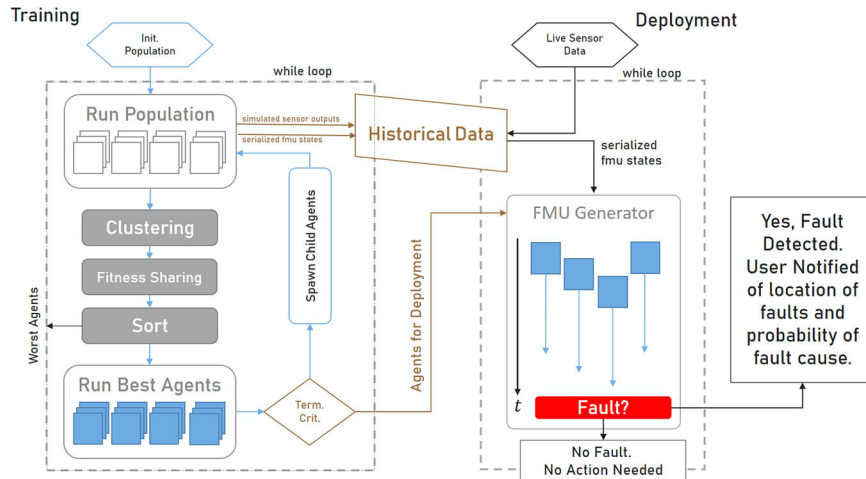 Training
Deployment
Init.
Population
Live Sensor
Data
while loop
while loop
Run Population
simulated sensor outputs
serialized fmu states
Historical Data
serialized
fmu states
Clustering
Fitness Sharing
Sort
Worst Agents
Spawn Child Agents
Run Best Agents
Term.
Crit.
Agents for Deployment
FMU Generator
t
Fault?
Yes, Fault
Detected.
User Notified
of location of
faults and
probability of
fault cause.
No Fault.
No Action Needed